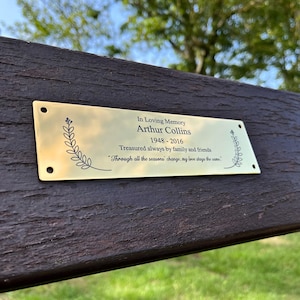 In Loving Memory
Arthur Collins
1948 - 2016
Treasured always by family and friends
"Through all the seasons' change, my love stays the same"